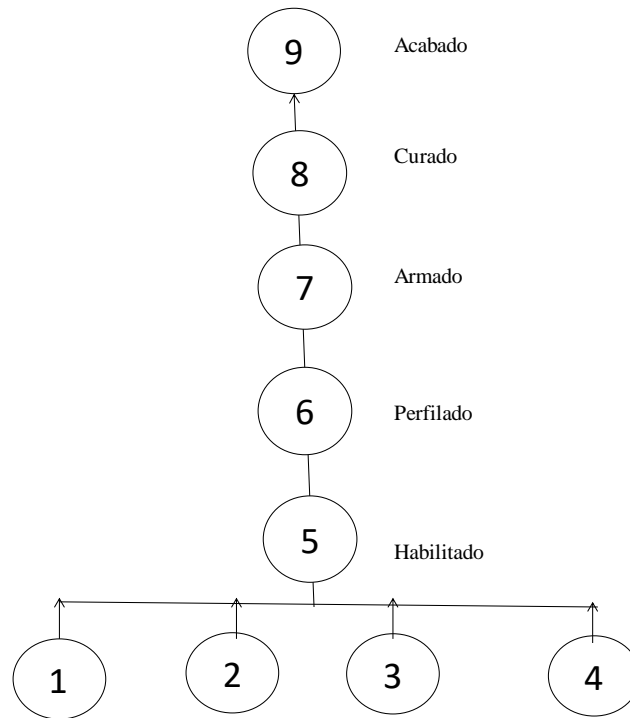 9 Acabado
8 Curado
7 Armado
6 Perfilado
5 Habilitado
1 2 3 4